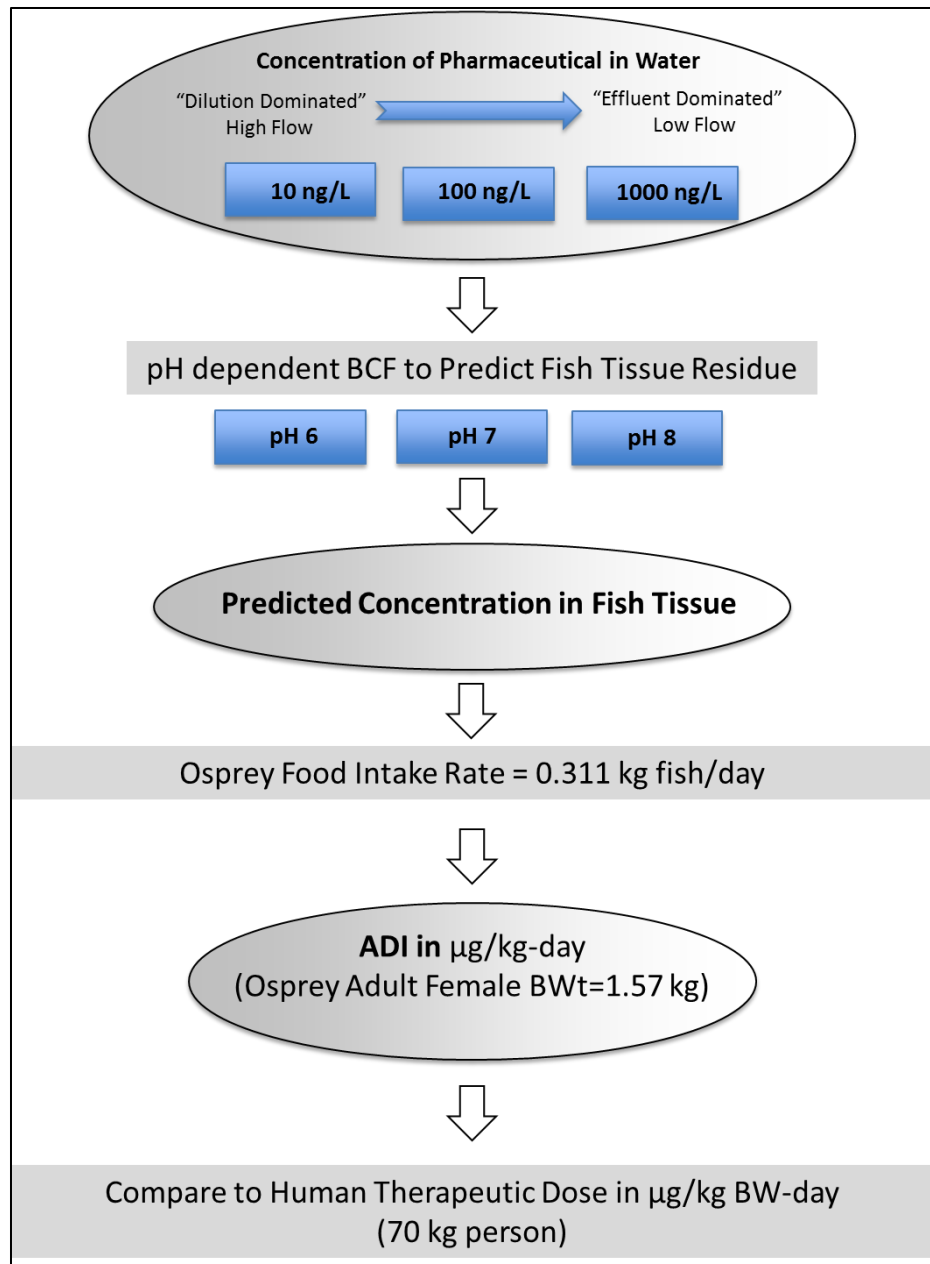 Concentration of Pharmaceutical in Water
“Dilution Dominated”
High Flow
“Effluent Dominated”
Low Flow
10 ng/L
100 ng/L
1000 ng/L
pH dependent BCF to Predict Fish Tissue Residue
pH 6
pH 7
pH 8
Predicted Concentration in Fish Tissue
Osprey Food Intake Rate = 0.311 kg fish/day
ADI in µg/kg-day
(Osprey Adult Female BWt=1.57 kg)
Compare to Human Therapeutic Dose in µg/kg BW-day
(70 kg person)